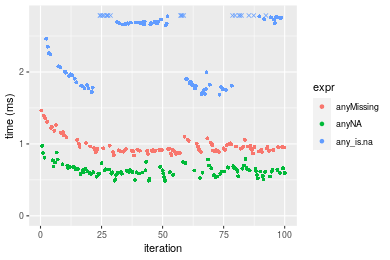 time (ms)
2
1
0
0
25
50
75
100
iteration
expr
anyMissing
anyNA
any_is.na